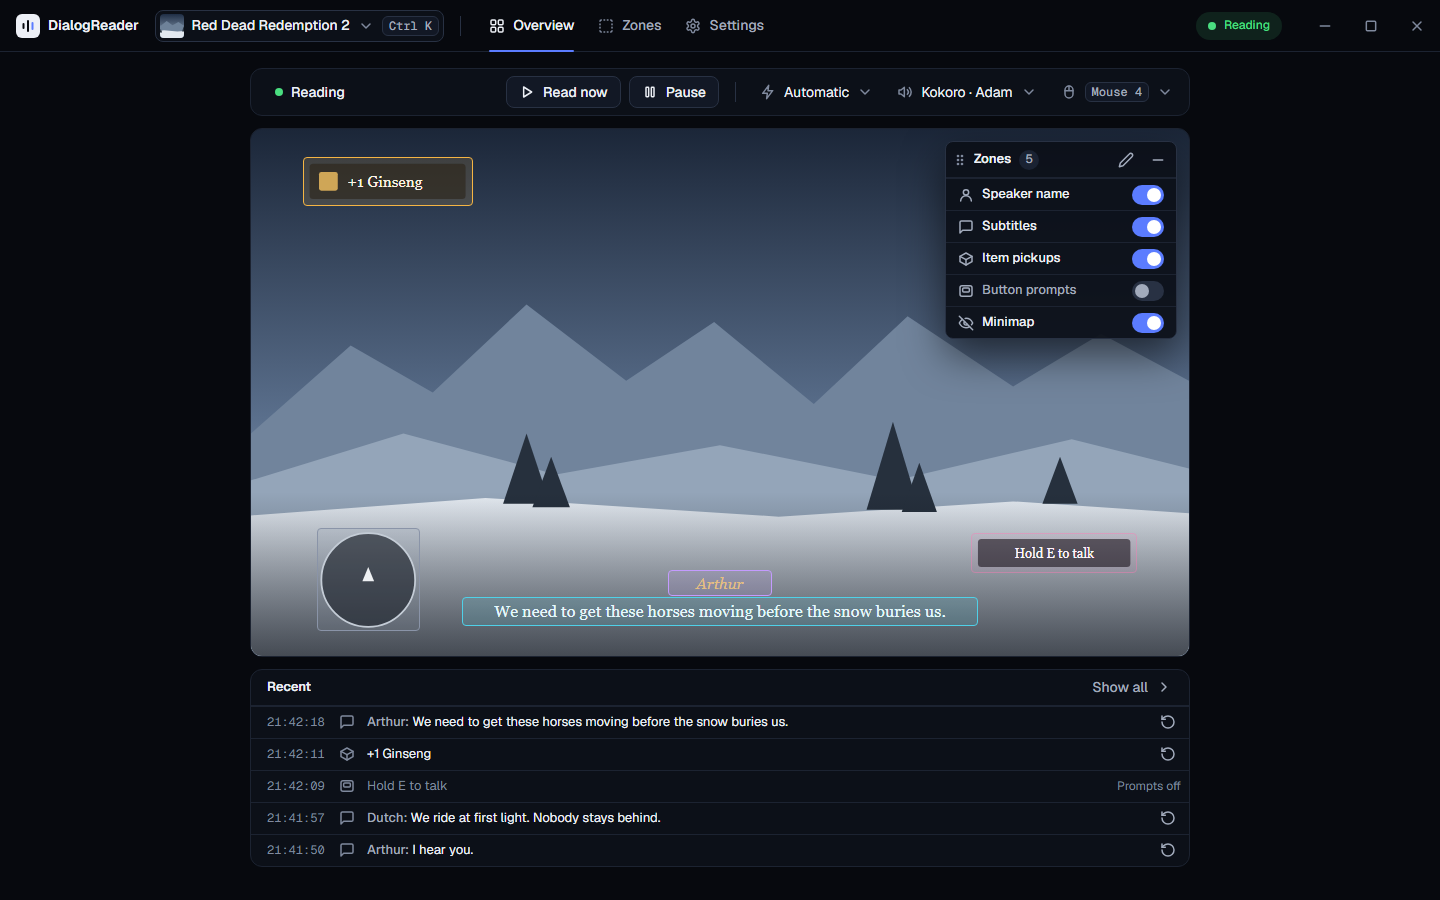 DialogReader
Red Dead Redemption 2
Ctrl K
Overview
Zones
Settings
Reading
Reading
Read now
Pause
Automatic
Kokoro · Adam
Mouse 4
+1 Ginseng
Zones 5
Speaker name
Subtitles
Item pickups
Button prompts
Minimap
Hold E to talk
Arthur
We need to get these horses moving before the snow buries us.
Recent
Show all
21:42:18 Arthur: We need to get these horses moving before the snow buries us.
21:42:11 +1 Ginseng
21:42:09 Hold E to talk Prompts off
21:41:57 Dutch: We ride at first light. Nobody stays behind.
21:41:50 Arthur: I hear you.